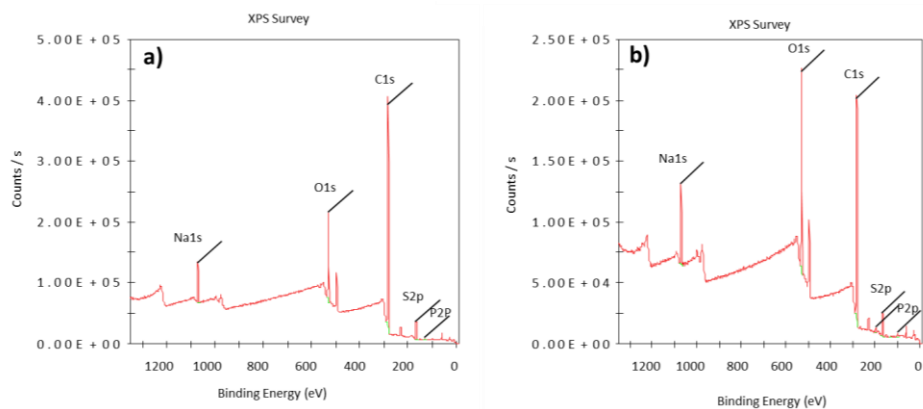 XPS Survey
a)
5.00E + 05
4.00E + 05
3.00E + 05
2.00E + 05
1.00E + 05
0.00E + 00
Counts / s
Na1s
O1s
C1s
S2p
P2P
1200 1000 800 600 400 200 0
Binding Energy (eV)
XPS Survey
b)
2.50E + 05
2.00E + 05
1.50E + 05
1.00E + 05
5.00E + 04
0.00E + 00
Counts / s
Na1s
O1s
C1s
S2p
P2p
1200 1000 800 600 400 200 0
Binding Energy (eV)